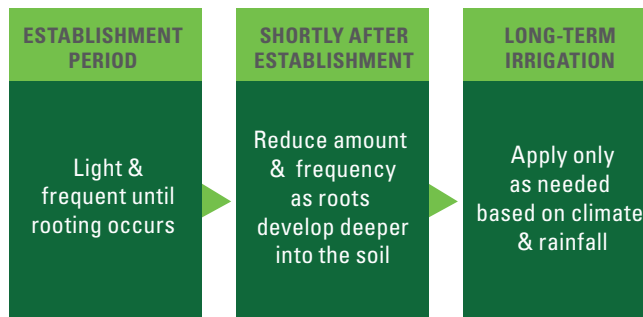 ESTABLISHMENT
PERIOD
Light &
frequent until
rooting occurs
SHORTLY AFTER
ESTABLISHMENT
Reduce amount
& frequency
as roots
develop deeper
into the soil
LONG-TERM
IRRIGATION
Apply only
as needed
based on climate
& rainfall